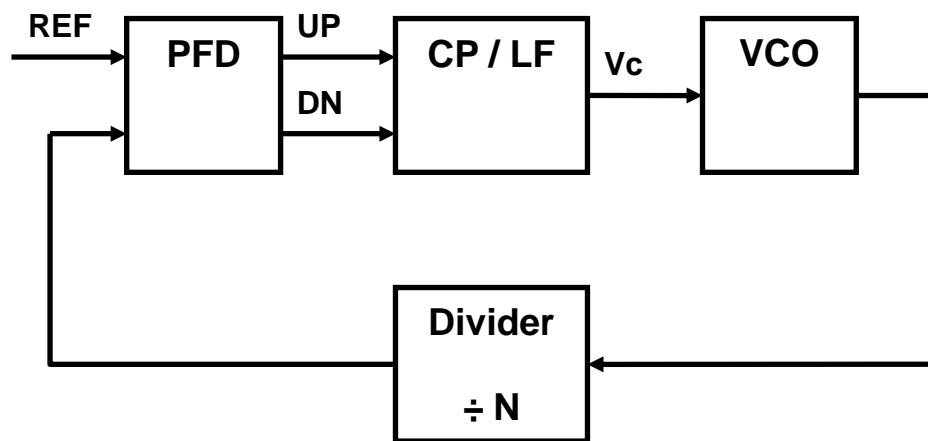 REF
PFD
UP
DN
CP / LF
Vc
VCO
Divider
÷ N